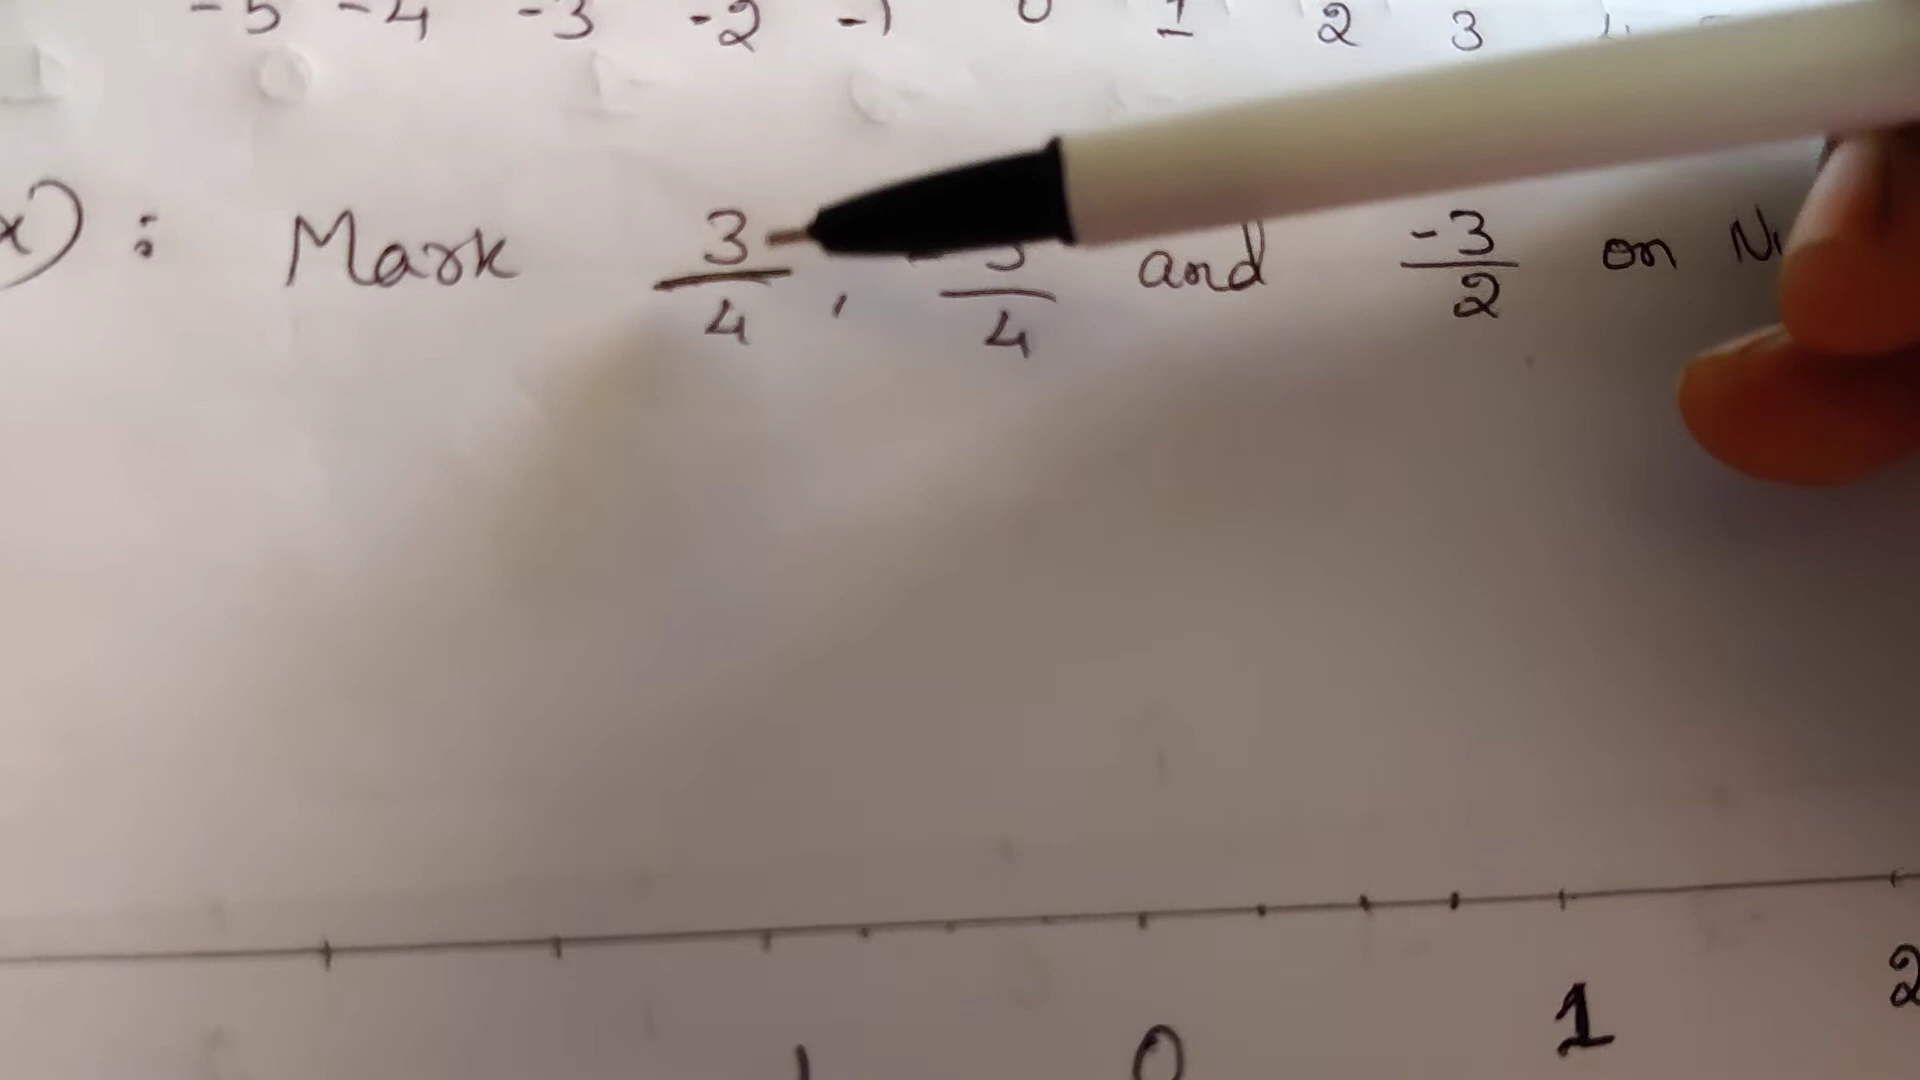 -5 -4 -3 -2 -1 0 1 2 3
x) : Mark 3/4 , 3/4 and -3/2 on
0 1 2